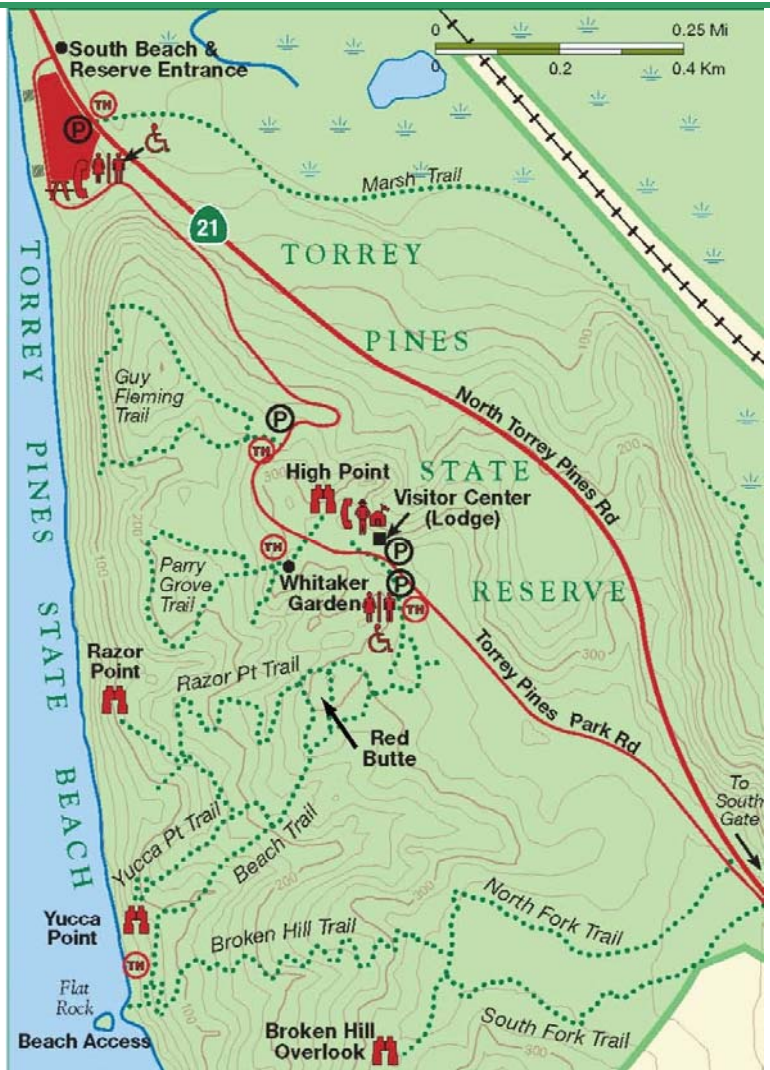 0 0.25 Mi
0 0.2 0.4 Km
South Beach &
Reserve Entrance
TH
P
Marsh Trail
21
TORREY
PINES
STATE
RESERVE
TORREY PINES STATE BEACH
North Torrey Pines Rd
Guy
Fleming
Trail
P
TH
100
200
300
High Point
Visitor Center
(Lodge)
P
TH
Parry
Grove
Trail
Whitaker
Garden
P
TH
200
100
300
Razor
Point
Razor Pt Trail
Torrey Pines Park Rd
Red
Butte
To
South
Gate
Yucca Pt Trail
Beach Trail
200
300
Yucca
Point
TH
Broken Hill Trail
North Fork Trail
Flat
Rock
Beach Access
Broken Hill
Overlook
South Fork Trail
300